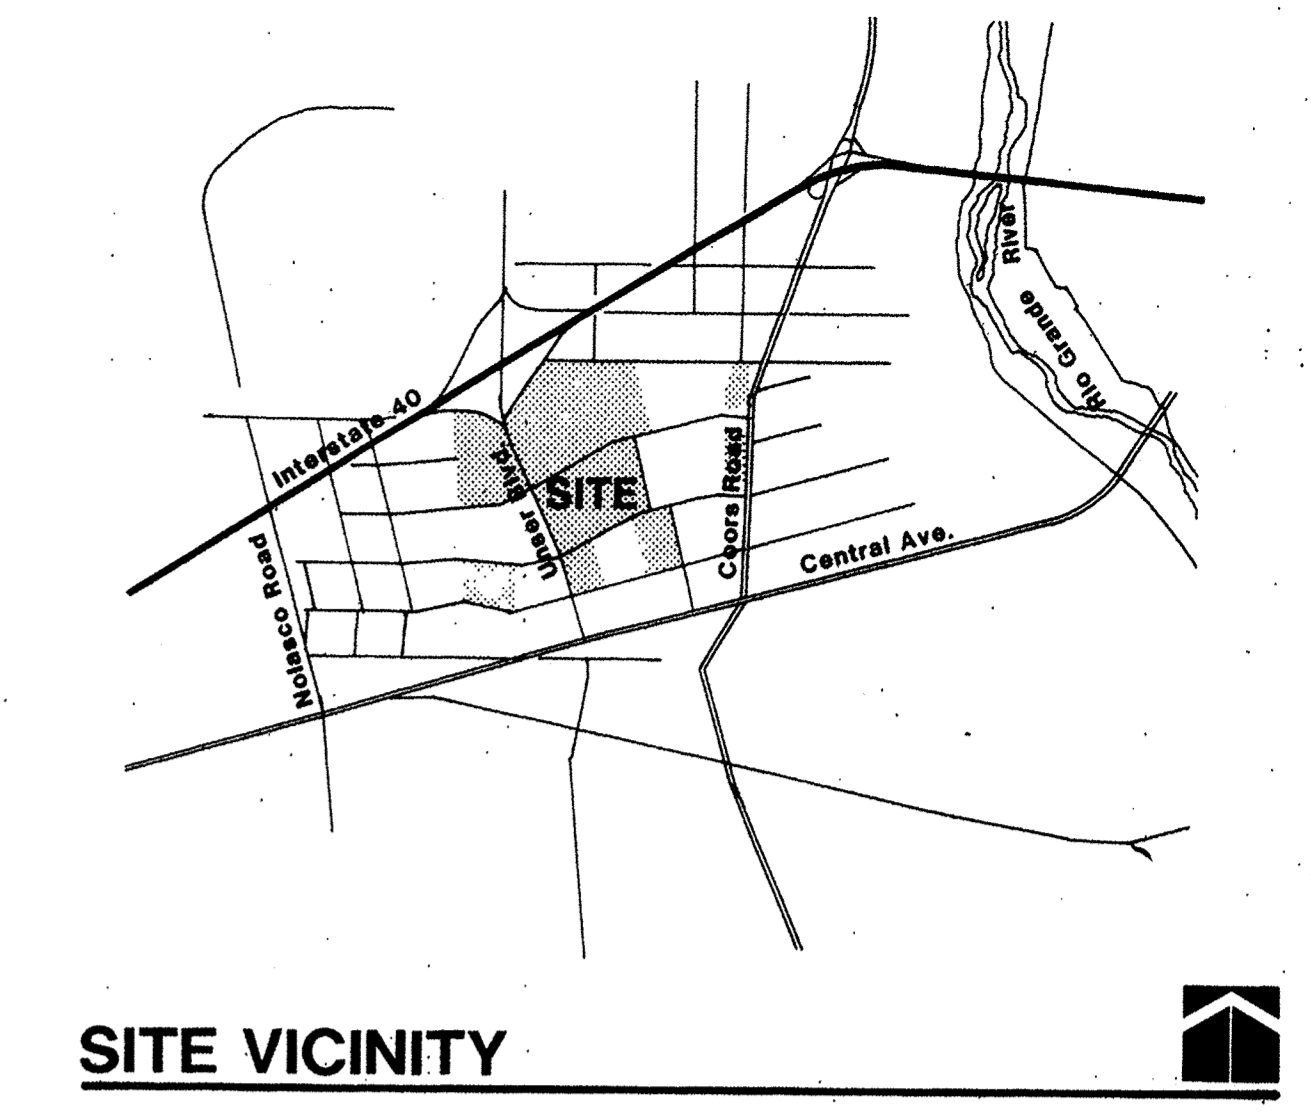 River
Rio Grande
Interstate 40
Unser Blvd.
SITE
Coors Road
Central Ave.
Nolasco Road
SITE VICINITY